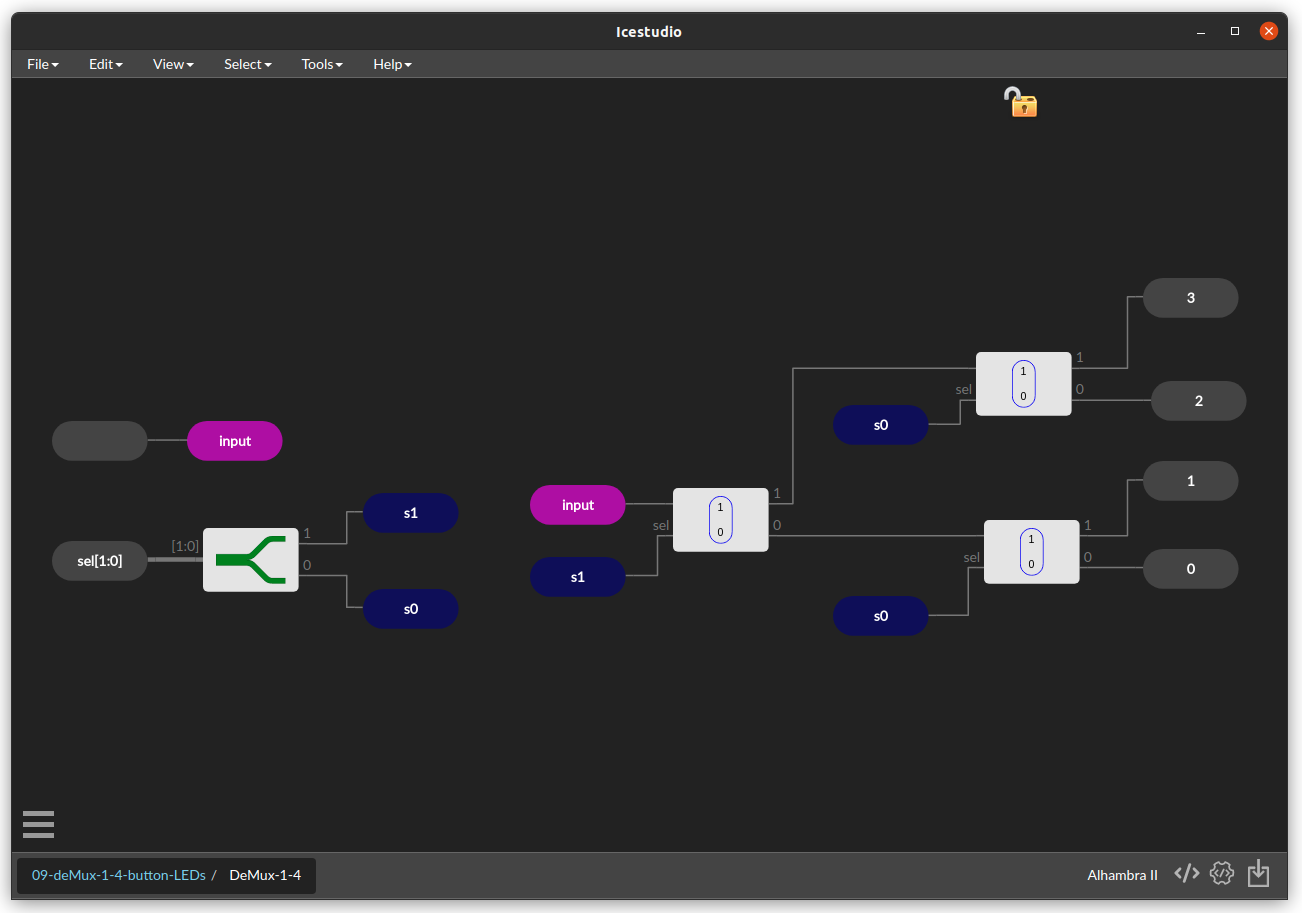 Icestudio
File Edit View Select Tools Help
3
1
1
0
sel
0
2
s0
input
1
input
1
0
1
0
sel
s1
1
s1
1
1
0
sel
0
0
[1:0]
1
0
sel[1:0]
s1
s0
s0
09-deMux-1-4-button-LEDs / DeMux-1-4
Alhambra II </>